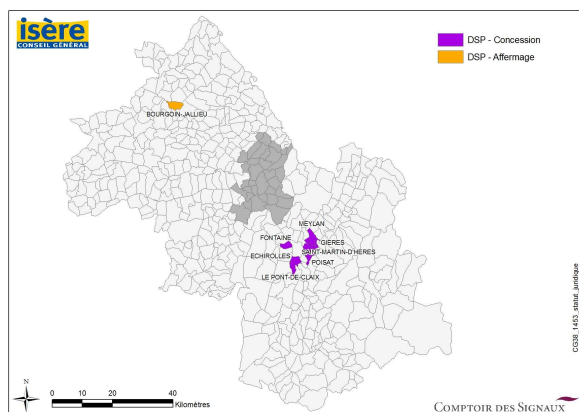 isère
CONSEIL GÉNÉRAL
DSP - Concession
DSP - Affermage
BOURGOIN-JALLIEU
MEYLAN
FONTAINE
GIERES
SAINT-MARTIN-D'HERES
ECHIROLLES
POISAT
LE PONT-DE-CLAIX
CG38_1453_statut_juridique
N
0 10 20 40
Kilomètres
COMPTOIR DES SIGNAUX